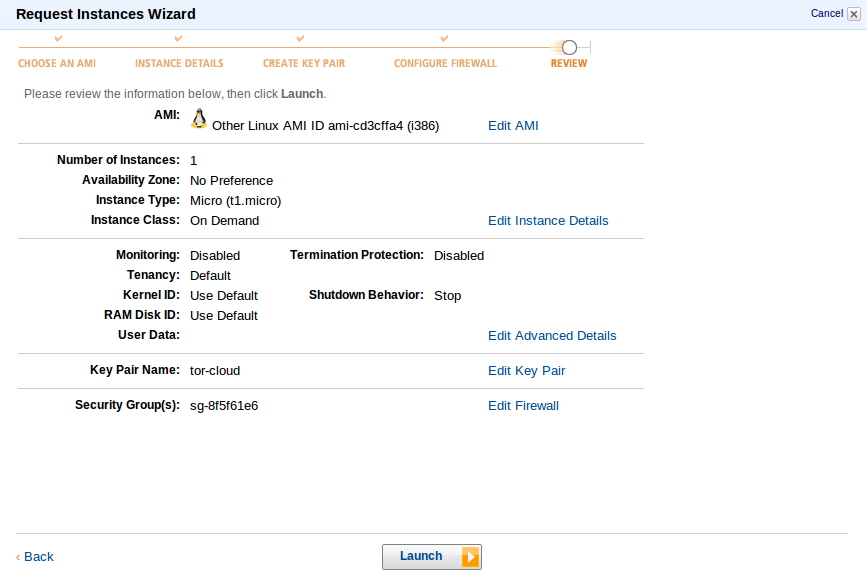 Request Instances Wizard Cancel
CHOOSE AN AMI INSTANCE DETAILS CREATE KEY PAIR CONFIGURE FIREWALL REVIEW
Please review the information below, then click Launch.
AMI: Other Linux AMI ID ami-cd3cffa4 (i386) Edit AMI
Number of Instances: 1
Availability Zone: No Preference
Instance Type: Micro (t1.micro)
Instance Class: On Demand Edit Instance Details
Monitoring: Disabled Termination Protection: Disabled
Tenancy: Default
Kernel ID: Use Default Shutdown Behavior: Stop
RAM Disk ID: Use Default
User Data: Edit Advanced Details
Key Pair Name: tor-cloud Edit Key Pair
Security Group(s): sg-8f5f61e6 Edit Firewall
‹ Back Launch